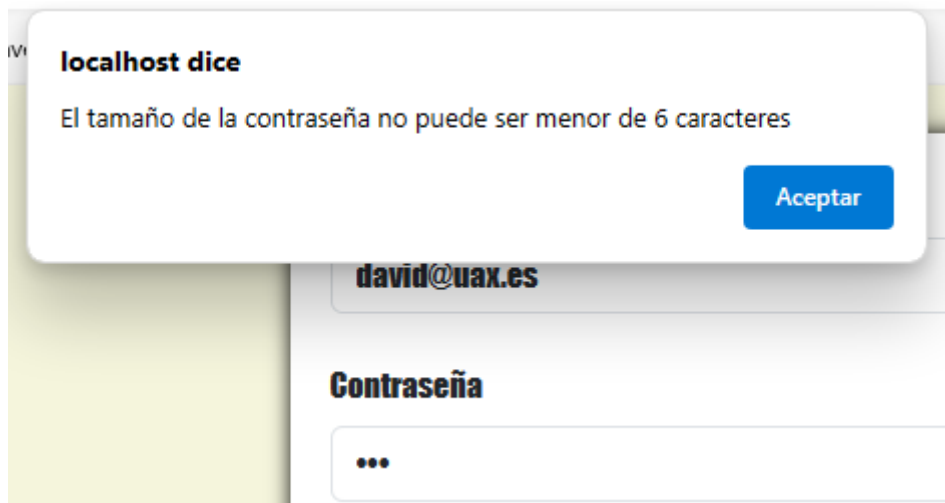 localhost dice
El tamaño de la contraseña no puede ser menor de 6 caracteres
Aceptar
david@uax.es
Contraseña
•••